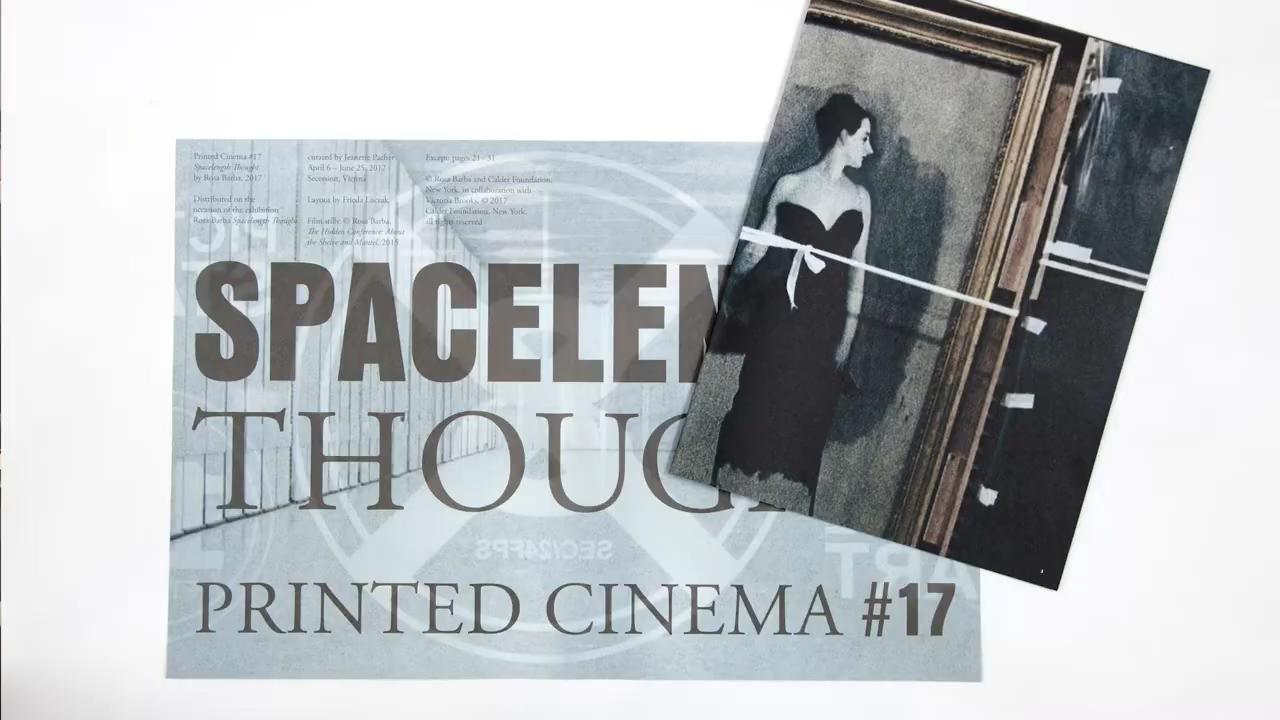 Printed Cinema #17
Spacelength Thought
by Rosa Barba, 2017
Distributed on the
occasion of the exhibition
Rosa Barba Spacelength Thought
curated by Jeanette Pacher
April 6 – June 25, 2017
Secession, Vienna
Layout by Frieda Luczak
Film stills: © Rosa Barba,
The Hidden Conference: About
the Shelve and Mantel, 2015
Except: pages 21–31
© Rosa Barba and Calder Foundation,
New York, in collaboration with
Victoria Brooks, © 2017
Calder Foundation, New York,
all rights reserved
SPACELEN
THOUG
SEC/24FPS
ART
PRINTED CINEMA #17